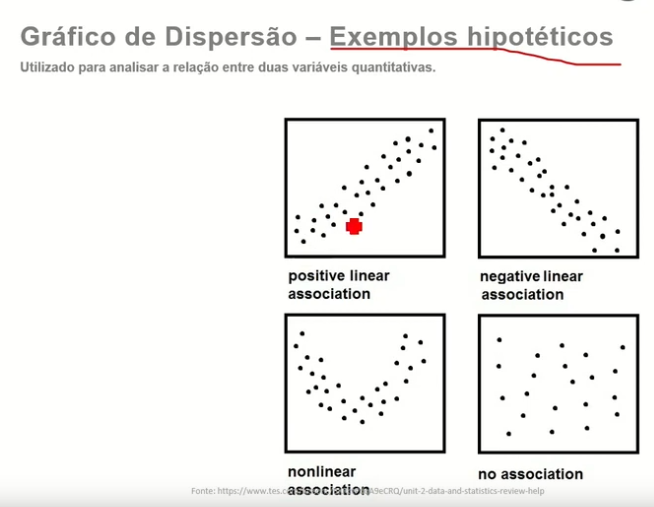 Gráfico de Dispersão – Exemplos hipotéticos
Utilizado para analisar a relação entre duas variáveis quantitativas.
positive linear
association
negative linear
association
nonlinear
association
no association
Fonte: https://www.tes.c A9eCRQ/unit-2-data-and-statistics-review-help